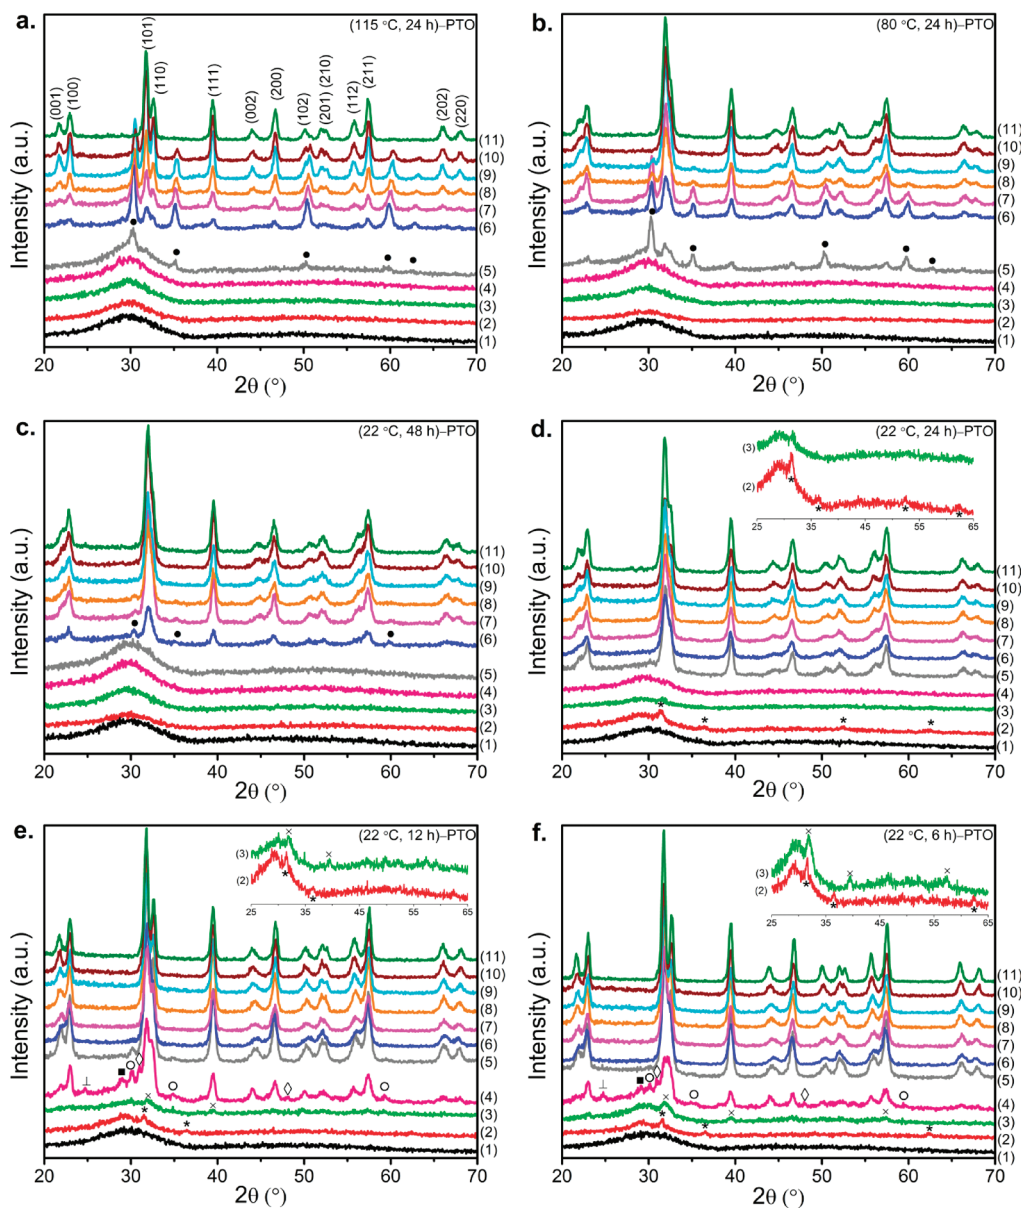 a.
(115 °C, 24 h)–PTO
Intensity (a.u.)
(001)
(100)
(101)
(110)
(111)
(002)
(200)
(102)
(201) (210)
(112)
(211)
(202)
(220)
(11)
(10)
(9)
(8)
(7)
(6)
(5)
(4)
(3)
(2)
(1)
20 30 40 50 60 70
2θ (°)
b.
(80 °C, 24 h)–PTO
Intensity (a.u.)
(11)
(10)
(9)
(8)
(7)
(6)
(5)
(4)
(3)
(2)
(1)
20 30 40 50 60 70
2θ (°)
c.
(22 °C, 48 h)–PTO
Intensity (a.u.)
(11)
(10)
(9)
(8)
(7)
(6)
(5)
(4)
(3)
(2)
(1)
20 30 40 50 60 70
2θ (°)
d.
(22 °C, 24 h)–PTO
(3)
(2)
* * * *
25 35 45 55 65
Intensity (a.u.)
(11)
(10)
(9)
(8)
(7)
(6)
(5)
(4)
(3)
(2)
* * * *
(1)
20 30 40 50 60 70
2θ (°)
e.
(22 °C, 12 h)–PTO
× ×
(3)
(2)
* *
25 35 45 55 65
Intensity (a.u.)
(11)
(10)
(9)
(8)
(7)
(6)
(5)
⊥ ■ ○ ◊ ○ ◊ ○
(4)
× ×
(3)
* *
(2)
(1)
20 30 40 50 60 70
2θ (°)
f.
(22 °C, 6 h)–PTO
× × ×
(3)
(2)
* * *
25 35 45 55 65
Intensity (a.u.)
(11)
(10)
(9)
(8)
(7)
(6)
(5)
⊥ ■ ○ ◊ ○ ◊ ○
(4)
× × ×
(3)
* * *
(2)
(1)
20 30 40 50 60 70
2θ (°)